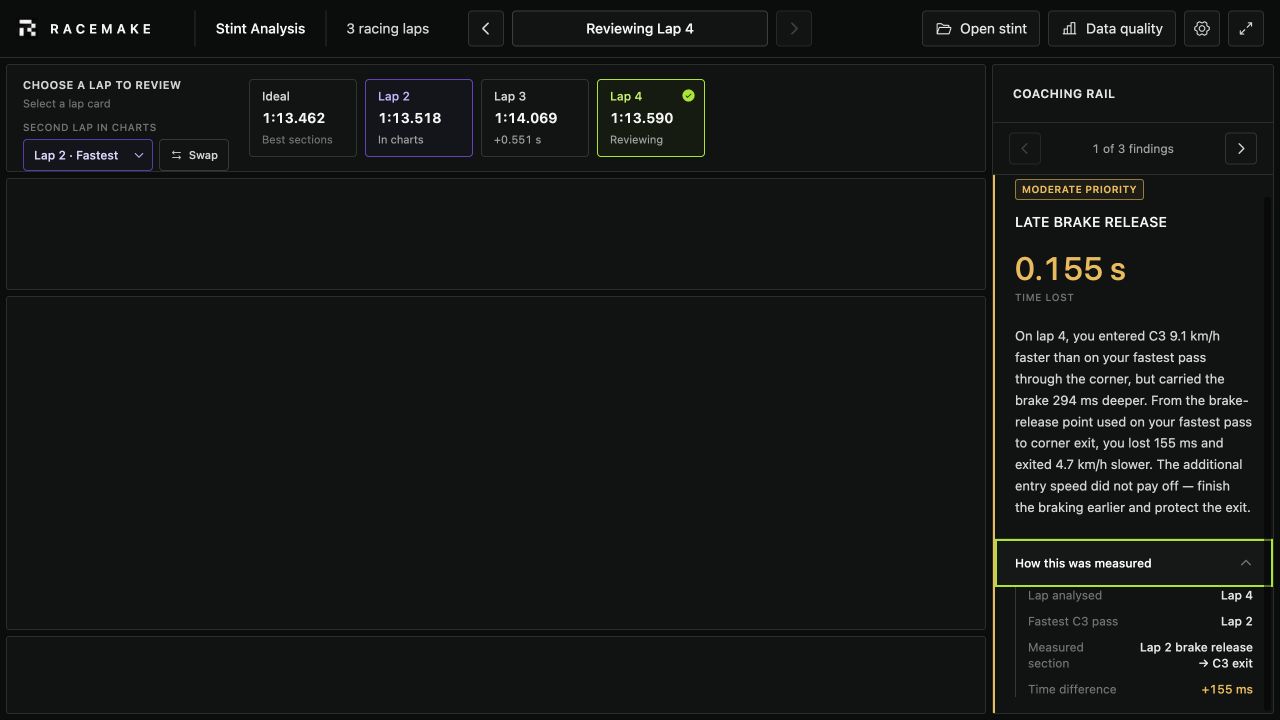 RACEMAKE
Stint Analysis
3 racing laps
Reviewing Lap 4
Open stint
Data quality
CHOOSE A LAP TO REVIEW
Select a lap card
SECOND LAP IN CHARTS
Lap 2 · Fastest
Swap
Ideal
1:13.462
Best sections
Lap 2
1:13.518
In charts
Lap 3
1:14.069
+0.551 s
Lap 4
1:13.590
Reviewing
COACHING RAIL
1 of 3 findings
MODERATE PRIORITY
LATE BRAKE RELEASE
0.155 s
TIME LOST
On lap 4, you entered C3 9.1 km/h
faster than on your fastest pass
through the corner, but carried the
brake 294 ms deeper. From the brake-
release point used on your fastest pass
to corner exit, you lost 155 ms and
exited 4.7 km/h slower. The additional
entry speed did not pay off — finish
the braking earlier and protect the exit.
How this was measured
Lap analysed Lap 4
Fastest C3 pass Lap 2
Measured section Lap 2 brake release → C3 exit
Time difference +155 ms